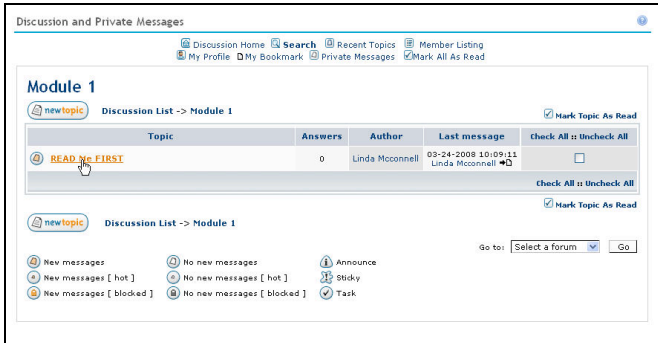 Discussion and Private Messages
Discussion Home Search Recent Topics Member Listing
My Profile My Bookmark Private Messages Mark All As Read
Module 1
newtopic Discussion List -> Module 1 Mark Topic As Read
Topic Answers Author Last message Check All :: Uncheck All
READ Me FIRST 0 Linda Mcconnell 03-24-2008 10:09:11
Linda Mcconnell
Check All :: Uncheck All
Mark Topic As Read
newtopic Discussion List -> Module 1
Go to: Select a forum Go
New messages No new messages Announce
New messages [ hot ] No new messages [ hot ] Sticky
New messages [ blocked ] No new messages [ blocked ] Task